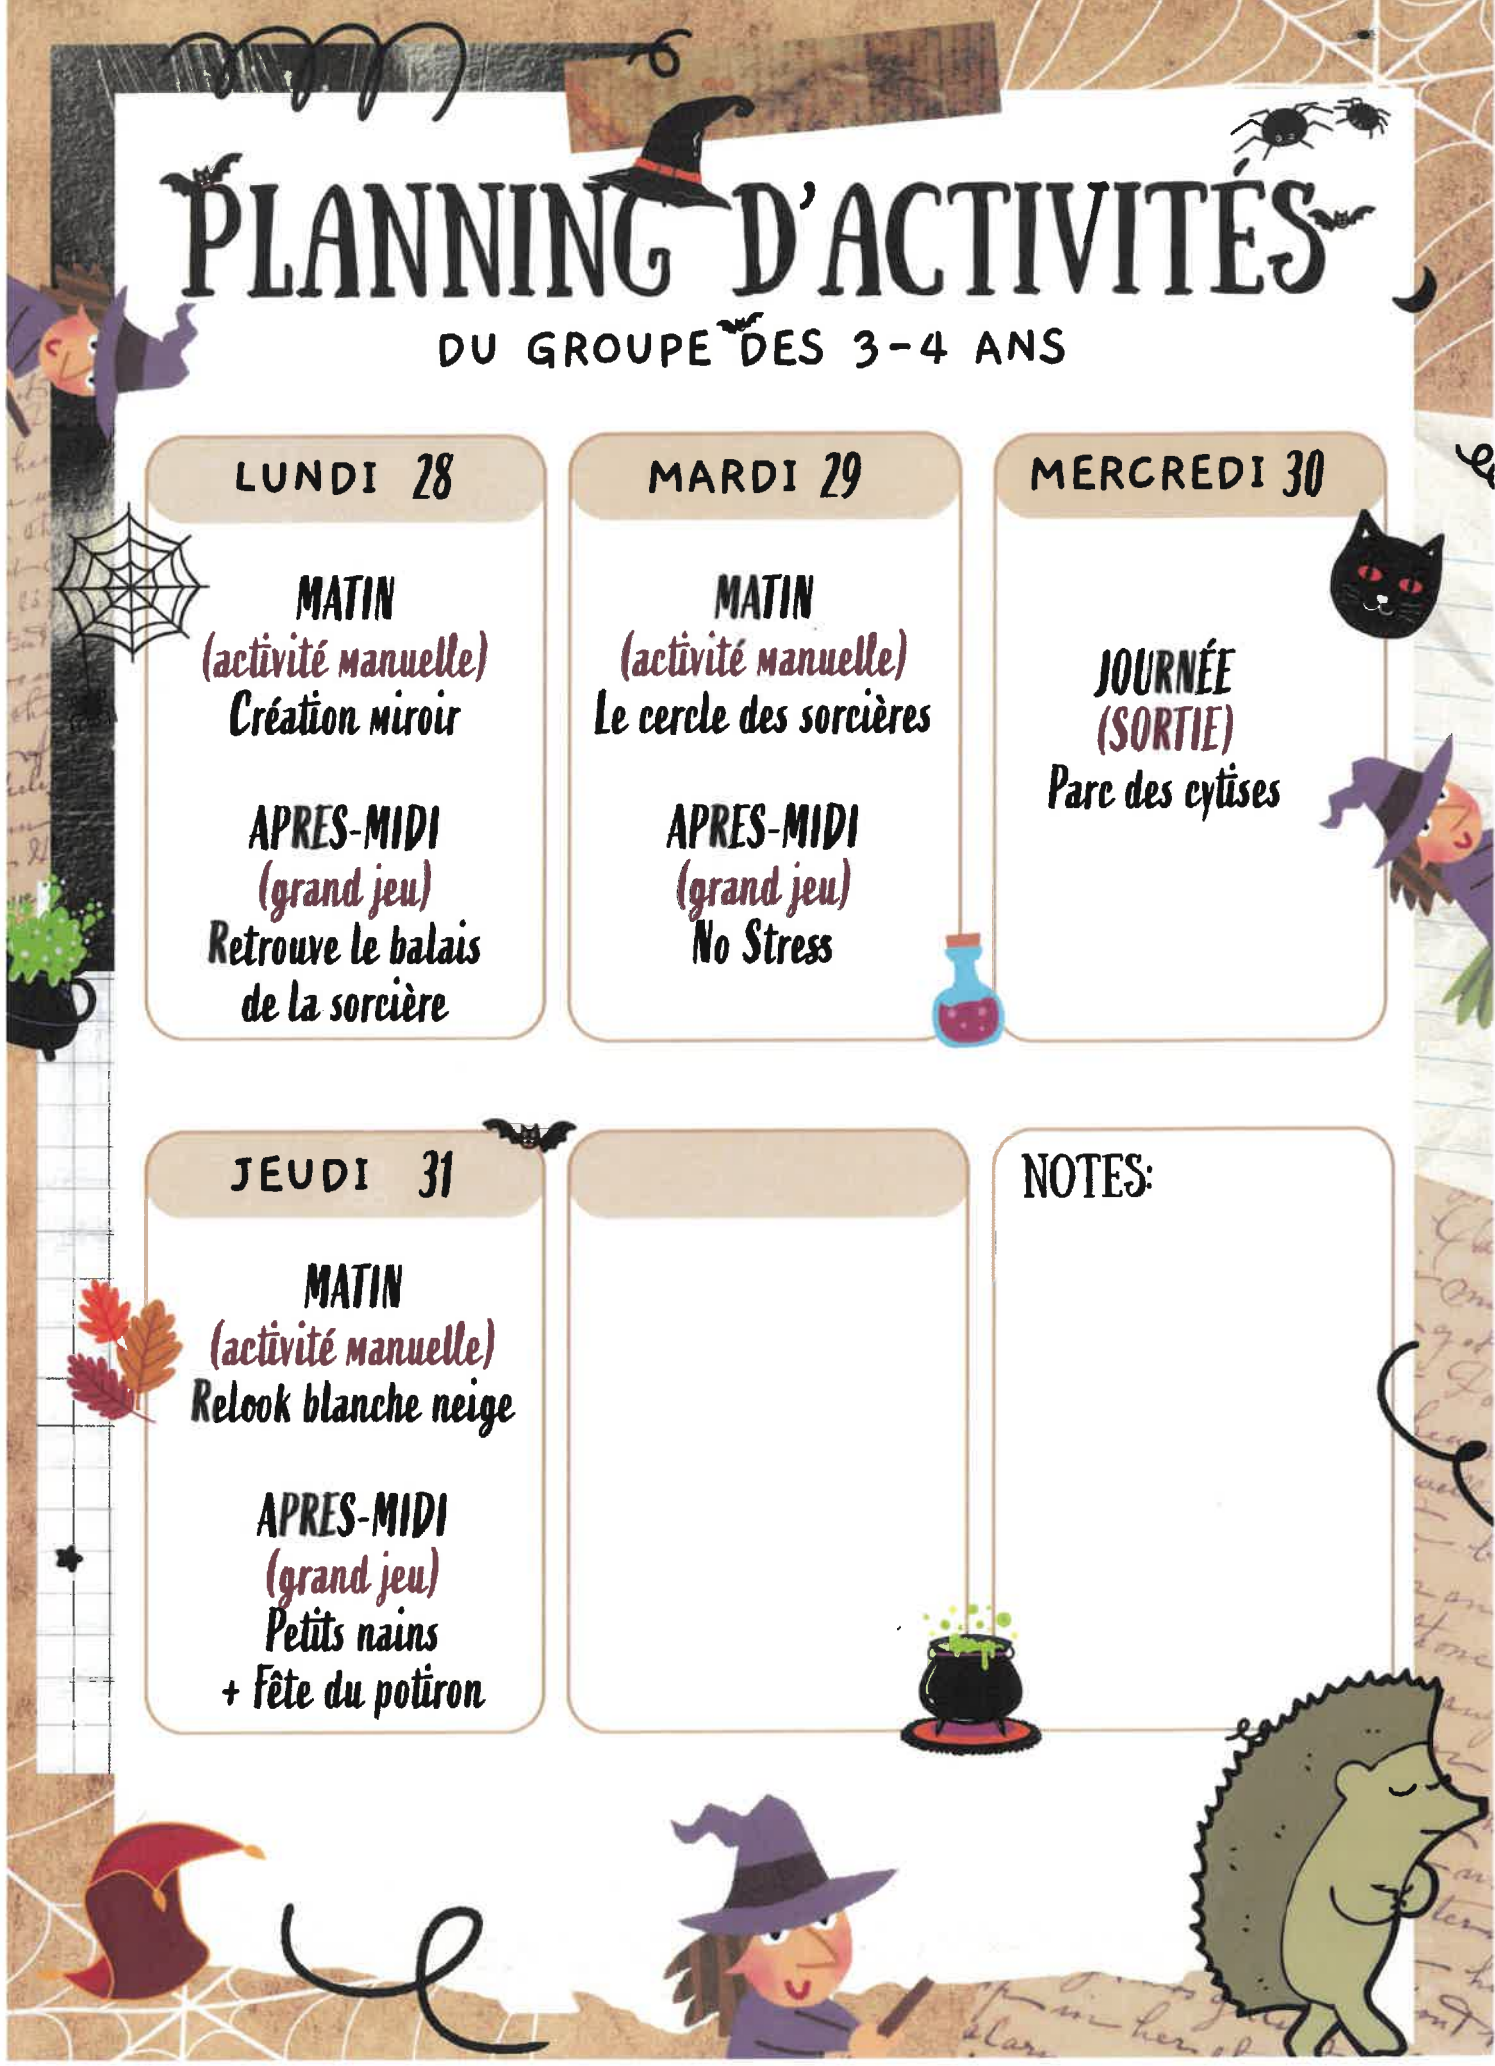 PLANNING D'ACTIVITÉS
DU GROUPE DES 3-4 ANS
LUNDI 28
MATIN
(activité manuelle)
Création miroir
APRES-MIDI
(grand jeu)
Retrouve le balais
de la sorcière
MARDI 29
MATIN
(activité manuelle)
Le cercle des sorcières
APRES-MIDI
(grand jeu)
No Stress
MERCREDI 30
JOURNÉE
(SORTIE)
Parc des cytises
JEUDI 31
MATIN
(activité manuelle)
Relook blanche neige
APRES-MIDI
(grand jeu)
Petits nains
+ Fête du potiron
NOTES: